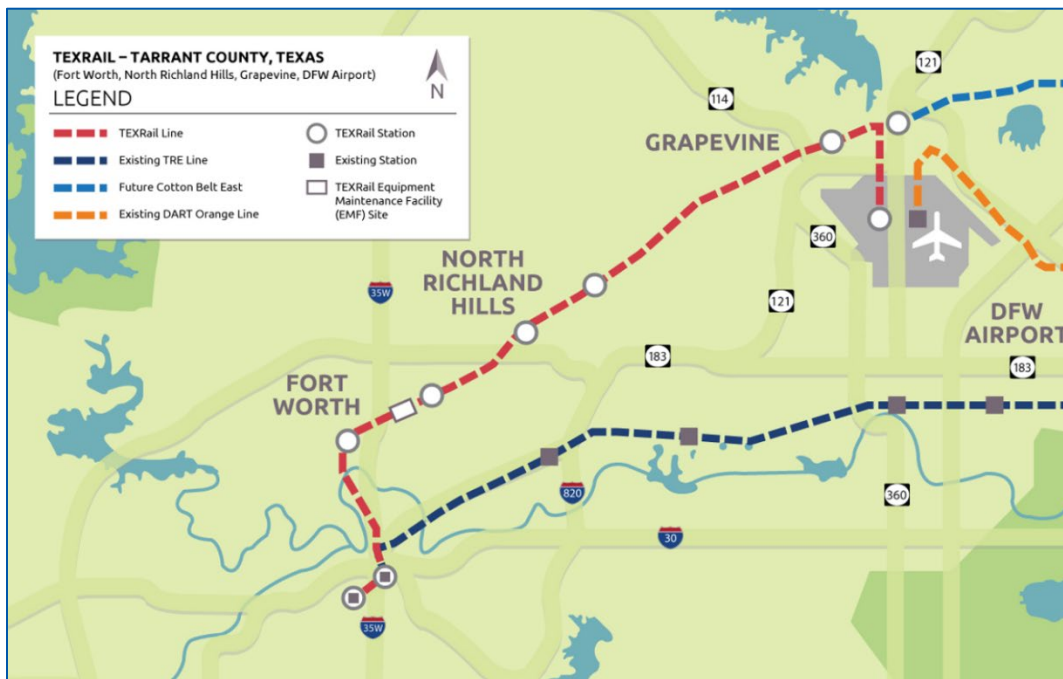 TEXRAIL – TARRANT COUNTY, TEXAS
(Fort Worth, North Richland Hills, Grapevine, DFW Airport)
N
LEGEND
TEXRail Line
TEXRail Station
Existing TRE Line
Existing Station
Future Cotton Belt East
TEXRail Equipment
Maintenance Facility
(EMF) Site
Existing DART Orange Line
121
114
GRAPEVINE
360
NORTH
RICHLAND
HILLS
35W
121
DFW
AIRPORT
183
183
FORT
WORTH
820
360
30
35W